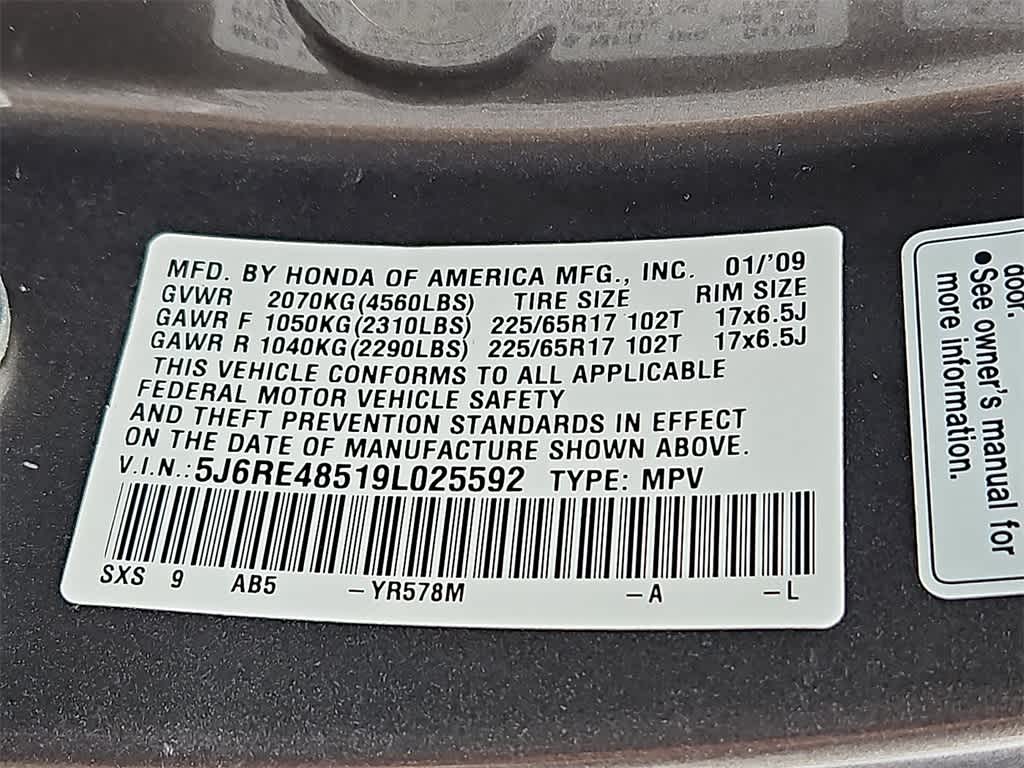 MFD. BY HONDA OF AMERICA MFG., INC. 01/'09
GVWR 2070KG(4560LBS) TIRE SIZE RIM SIZE
GAWR F 1050KG(2310LBS) 225/65R17 102T 17x6.5J
GAWR R 1040KG(2290LBS) 225/65R17 102T 17x6.5J
THIS VEHICLE CONFORMS TO ALL APPLICABLE
FEDERAL MOTOR VEHICLE SAFETY
AND THEFT PREVENTION STANDARDS IN EFFECT
ON THE DATE OF MANUFACTURE SHOWN ABOVE.
V.I.N.: 5J6RE48519L025592 TYPE: MPV
SXS 9 AB5 -YR578M -A -L
door.
•See owner's manual for
more information.